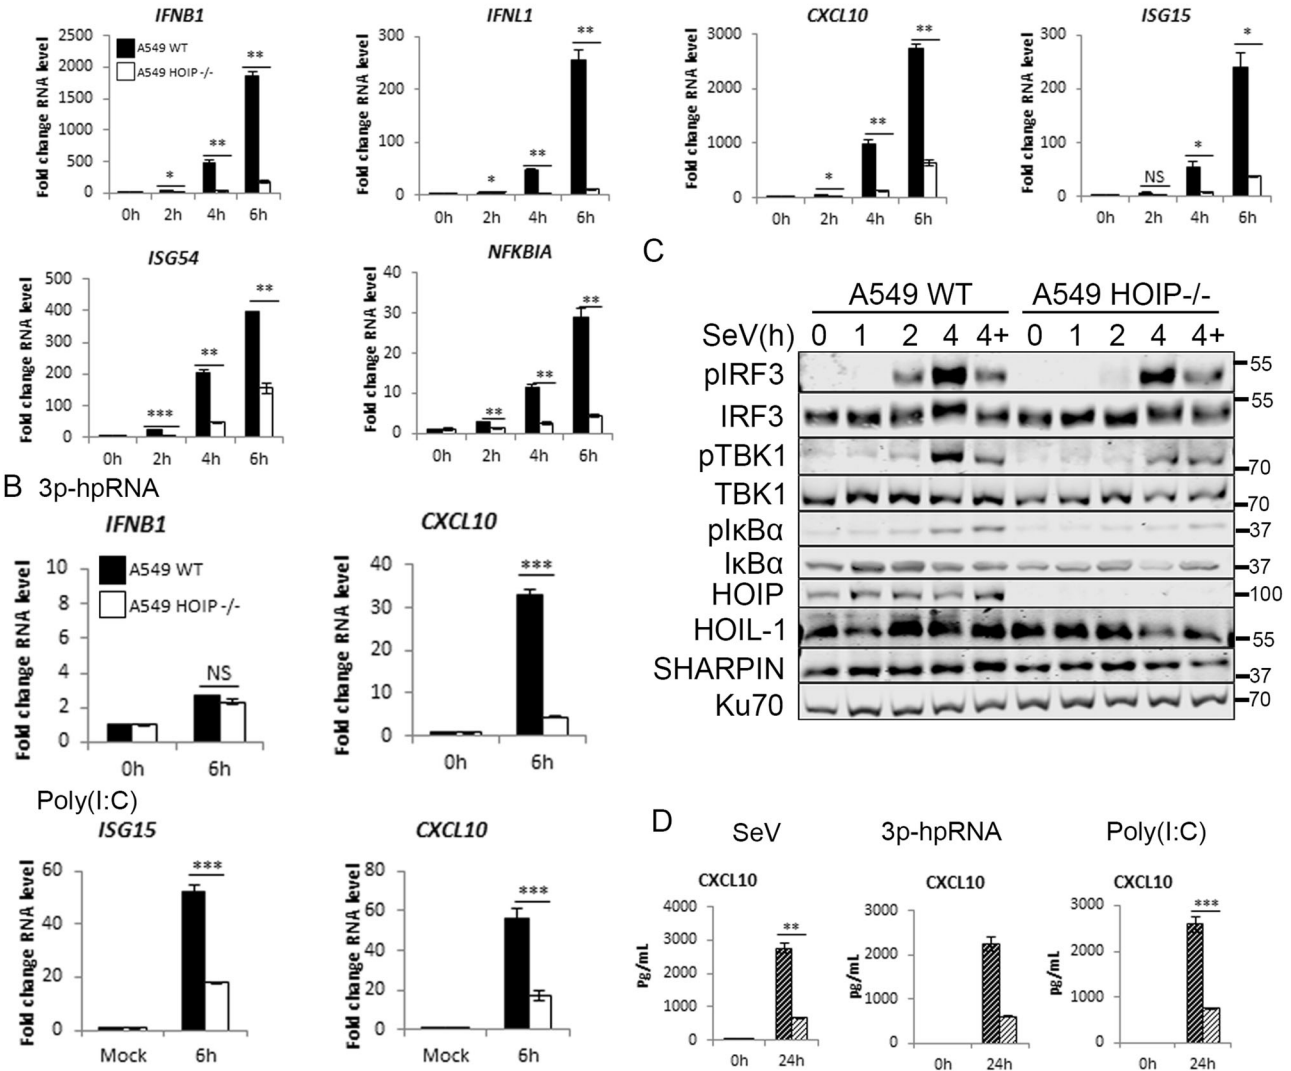 IFNB1
Fold change RNA level
2500
2000
1500
1000
500
0
A549 WT
A549 HOIP -/-
*
**
**
0h 2h 4h 6h
IFNL1
Fold change RNA level
300
200
100
0
*
**
**
0h 2h 4h 6h
CXCL10
Fold change RNA level
3000
2000
1000
0
*
**
**
0h 2h 4h 6h
ISG15
Fold change RNA level
300
200
100
0
NS
*
*
0h 2h 4h 6h
ISG54
Fold change RNA level
500
400
300
200
100
0
***
**
**
0h 2h 4h 6h
NFKBIA
Fold change RNA level
40
30
20
10
0
**
**
**
0h 2h 4h 6h
B 3p-hpRNA
IFNB1
Fold change RNA level
10
8
6
4
2
0
A549 WT
A549 HOIP -/-
NS
0h 6h
CXCL10
Fold change RNA level
40
30
20
10
0
***
0h 6h
Poly(I:C)
ISG15
Fold change RNA level
60
40
20
0
***
Mock 6h
CXCL10
Fold change RNA level
80
60
40
20
0
***
Mock 6h
C
A549 WT A549 HOIP-/-
SeV(h) 0 1 2 4 4+ 0 1 2 4 4+
pIRF3 55
IRF3 55
pTBK1 70
TBK1 70
pIκBα 37
IκBα 37
HOIP 100
HOIL-1 55
SHARPIN 37
Ku70 70
D
SeV
CXCL10
Pg/mL
4000
3000
2000
1000
0
**
0h 24h
3p-hpRNA
CXCL10
pg/mL
3000
2000
1000
0
0h 24h
Poly(I:C)
CXCL10
pg/mL
3000
2000
1000
0
***
0h 24h